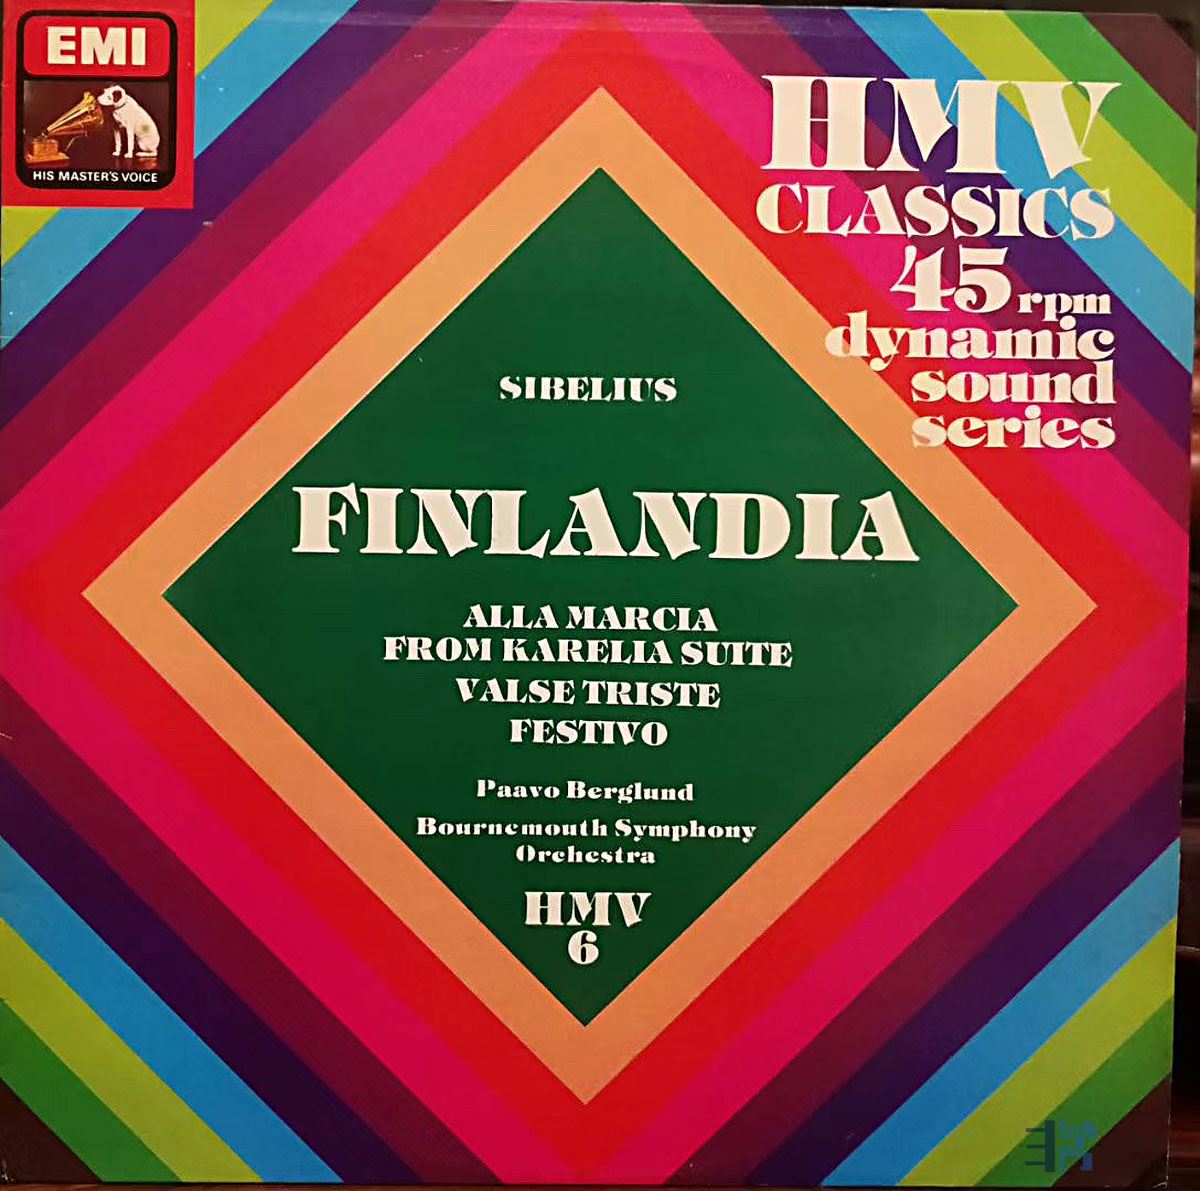 EMI
HIS MASTER'S VOICE
HMV
CLASSICS
45 rpm
dynamic
sound
series
SIBELIUS
FINLANDIA
ALLA MARCIA
FROM KARELIA SUITE
VALSE TRISTE
FESTIVO
Paavo Berglund
Bournemouth Symphony
Orchestra
HMV
6